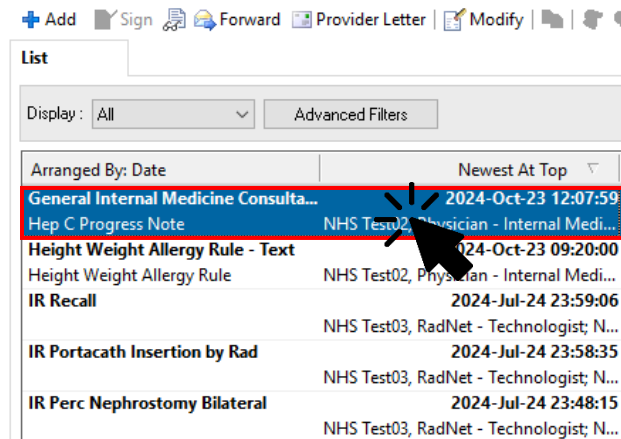 Add Sign Forward Provider Letter Modify
List
Display : All Advanced Filters
Arranged By: Date Newest At Top
General Internal Medicine Consulta... 2024-Oct-23 12:07:59
Hep C Progress Note NHS Test02, Physician - Internal Medi...
Height Weight Allergy Rule - Text 2024-Oct-23 09:20:00
Height Weight Allergy Rule NHS Test02, Physician - Internal Medi...
IR Recall 2024-Jul-24 23:59:06
NHS Test03, RadNet - Technologist; N...
IR Portacath Insertion by Rad 2024-Jul-24 23:58:35
NHS Test03, RadNet - Technologist; N...
IR Perc Nephrostomy Bilateral 2024-Jul-24 23:48:15
NHS Test03, RadNet - Technologist; N...